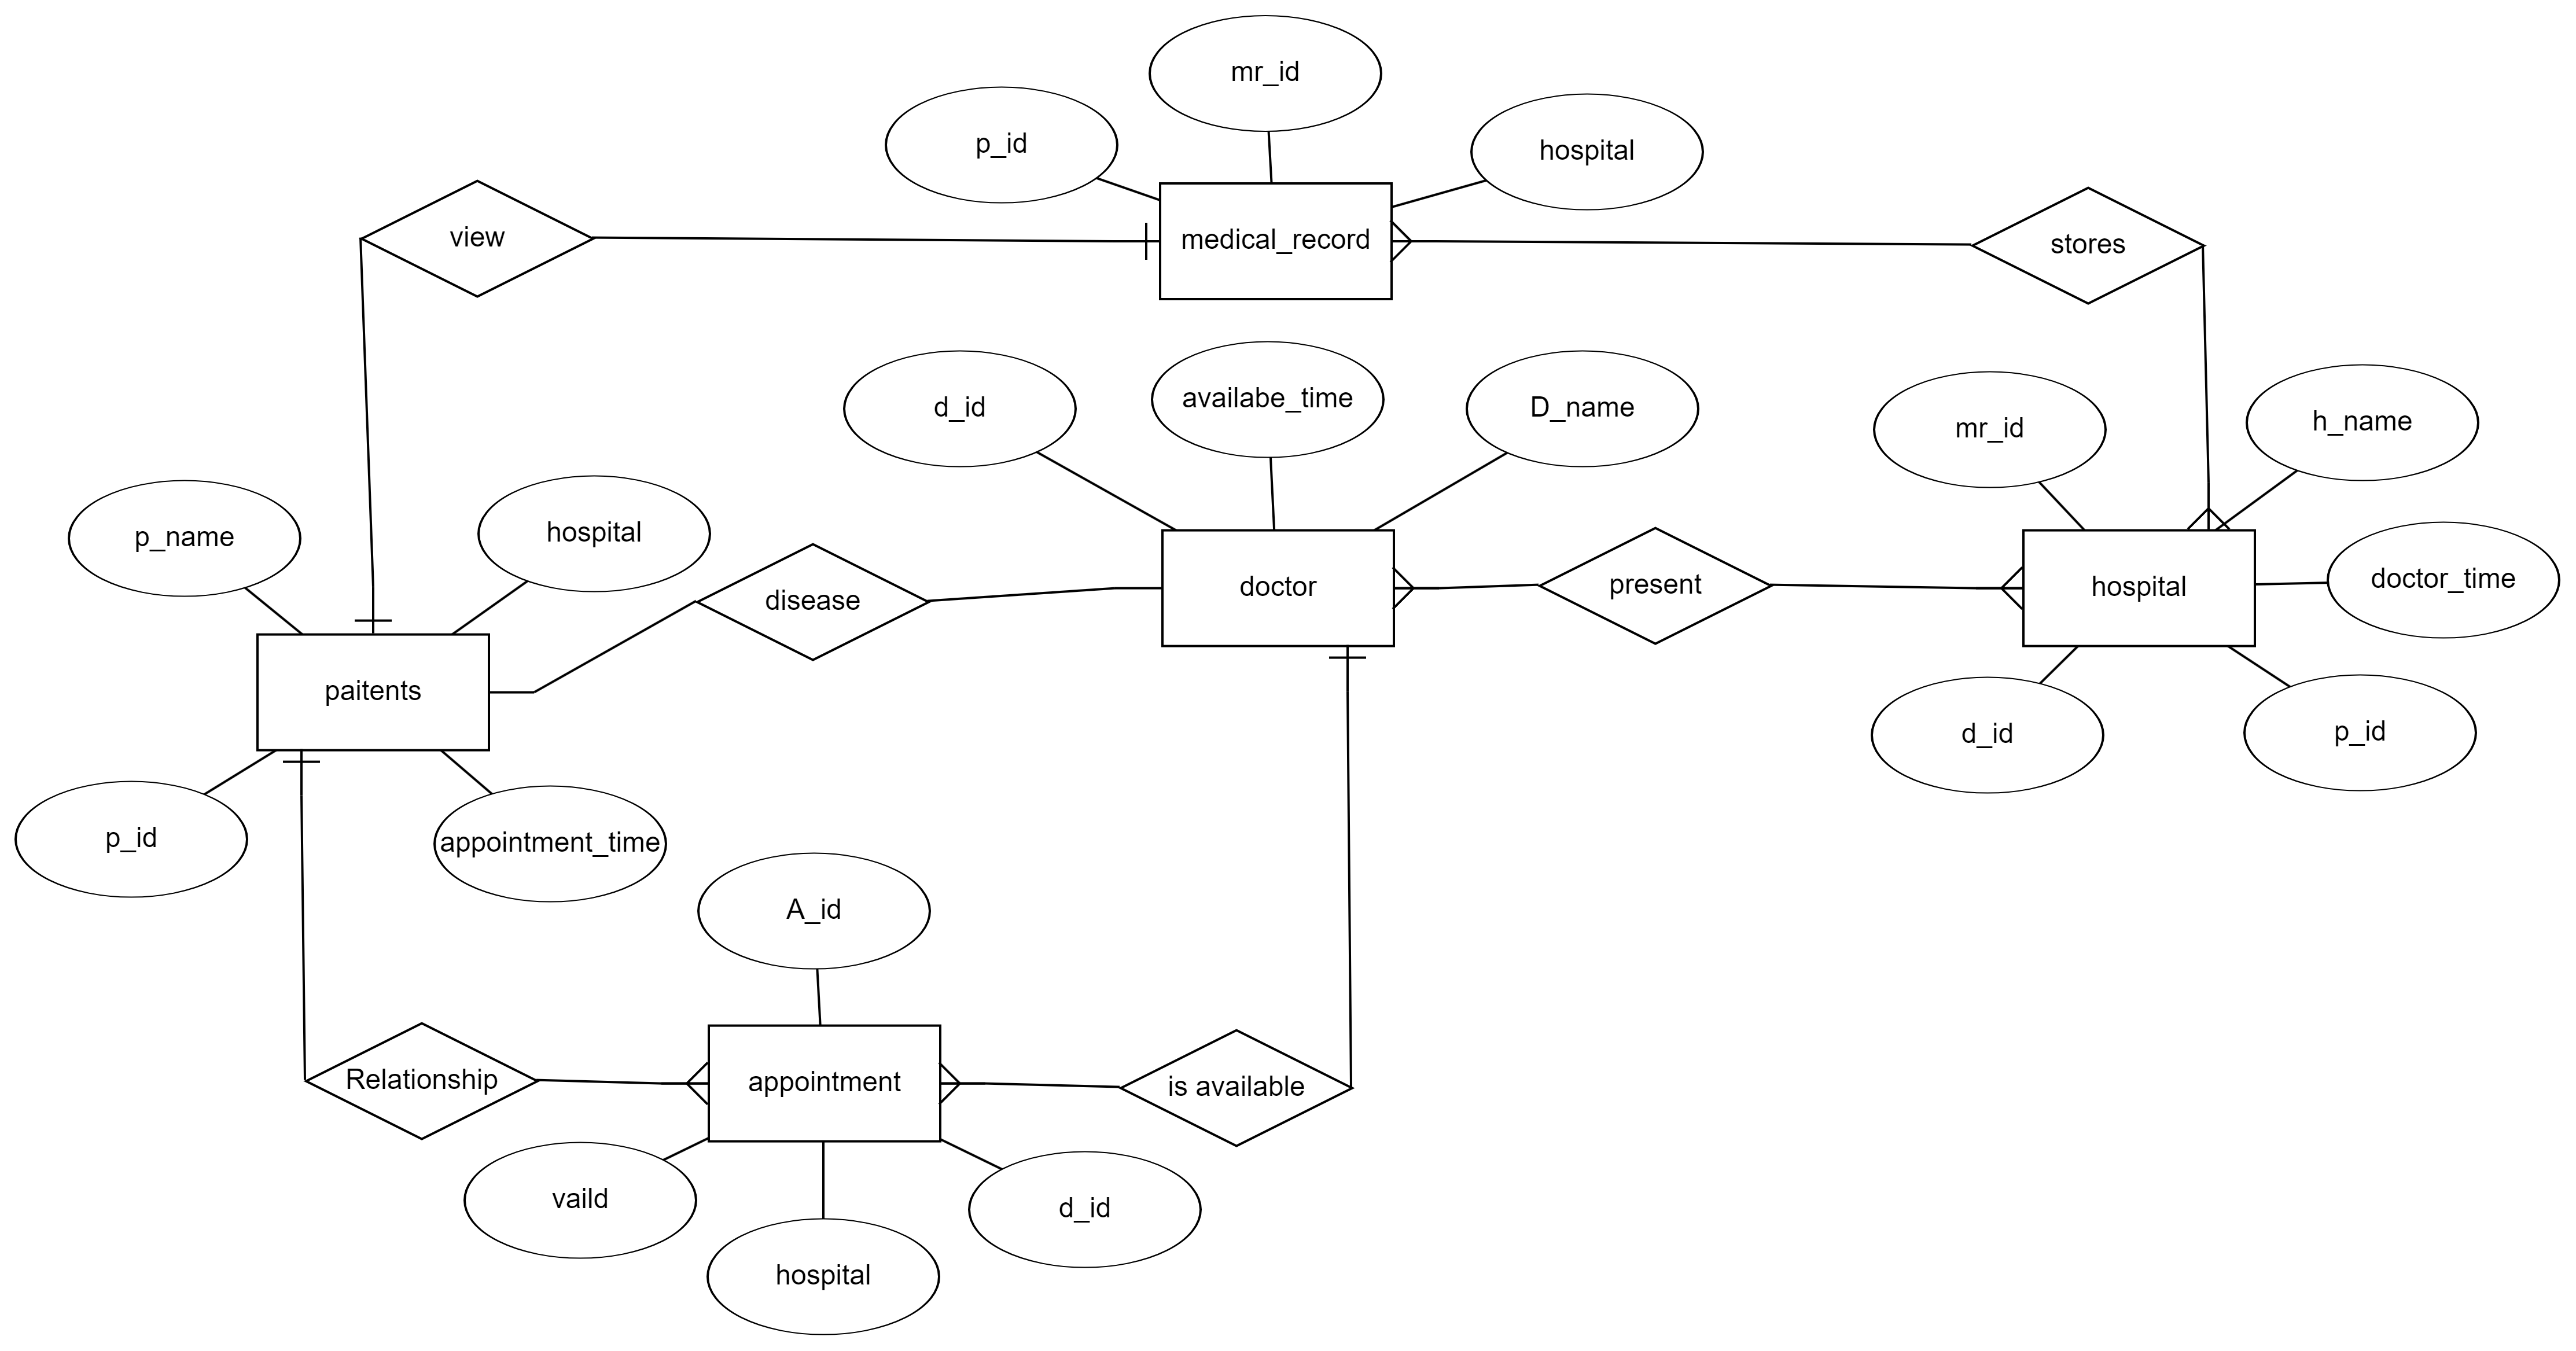 mr_id
p_id
hospital
view
medical_record
stores
d_id
availabe_time
D_name
mr_id
h_name
p_name
hospital
disease
doctor
present
hospital
doctor_time
paitents
d_id
p_id
p_id
appointment_time
A_id
Relationship
appointment
is available
vaild
d_id
hospital